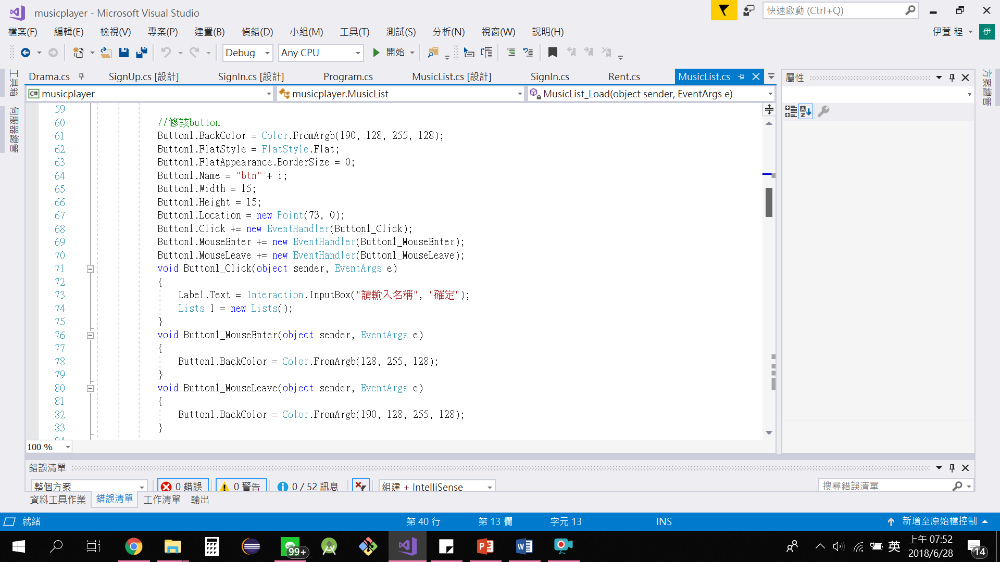 musicplayer - Microsoft Visual Studio
快速啟動 (Ctrl+Q)
檔案(F) 編輯(E) 檢視(V) 專案(P) 建置(B) 偵錯(D) 小組(M) 工具(T) 測試(S) 分析(N) 視窗(W) 說明(H)
伊萱 程
伊
Debug Any CPU 開始
工具箱
伺服器總管
Drama.cs SignUp.cs [設計] SignIn.cs [設計] Program.cs MusicList.cs [設計] SignIn.cs Rent.cs MusicList.cs
屬性
方案總管
C# musicplayer musicplayer.MusicList MusicList_Load(object sender, EventArgs e)
59
60 //修該button
61 Button1.BackColor = Color.FromArgb(190, 128, 255, 128);
62 Button1.FlatStyle = FlatStyle.Flat;
63 Button1.FlatAppearance.BorderSize = 0;
64 Button1.Name = "btn" + i;
65 Button1.Width = 15;
66 Button1.Height = 15;
67 Button1.Location = new Point(73, 0);
68 Button1.Click += new EventHandler(Button1_Click);
69 Button1.MouseEnter += new EventHandler(Button1_MouseEnter);
70 Button1.MouseLeave += new EventHandler(Button1_MouseLeave);
71 void Button1_Click(object sender, EventArgs e)
72 {
73 Label.Text = Interaction.InputBox("請輸入名稱", "確定");
74 Lists l = new Lists();
75 }
76 void Button1_MouseEnter(object sender, EventArgs e)
77 {
78 Button1.BackColor = Color.FromArgb(128, 255, 128);
79 }
80 void Button1_MouseLeave(object sender, EventArgs e)
81 {
82 Button1.BackColor = Color.FromArgb(190, 128, 255, 128);
83 }
100 %
錯誤清單
整個方案 0 錯誤 0 警告 0 / 52 訊息 組建 + IntelliSense 搜尋錯誤清單
資料工具作業 錯誤清單 工作清單 輸出
就緒 第 40 行 第 13 欄 字元 13 INS 新增至原始檔控制
LINE
99+
英
上午 07:52
2018/6/28
14